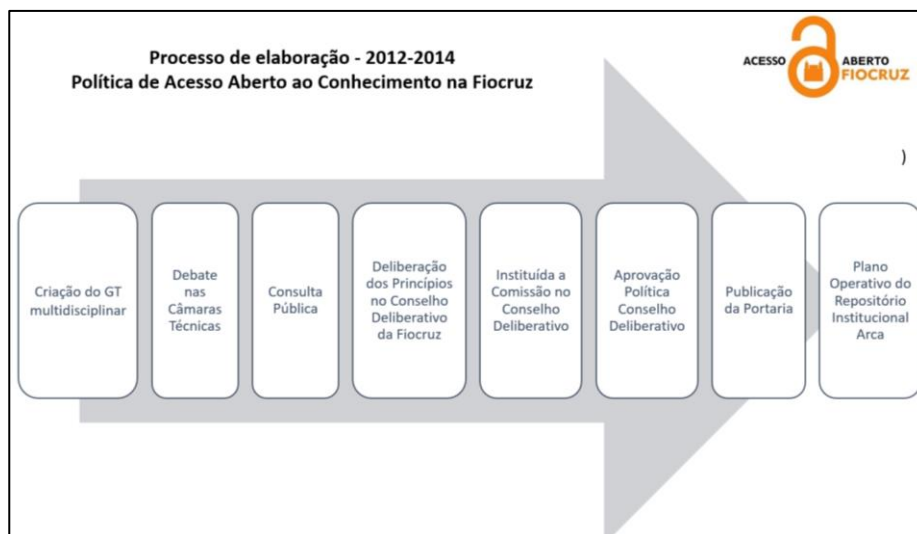 Processo de elaboração - 2012-2014
Política de Acesso Aberto ao Conhecimento na Fiocruz
ACESSO ABERTO
FIOCRUZ
)
Criação do GT
multidisciplinar
Debate
nas
Câmaras
Técnicas
Consulta
Pública
Deliberação
dos Princípios
no Conselho
Deliberativo
da Fiocruz
Instituída a
Comissão no
Conselho
Deliberativo
Aprovação
Política
Conselho
Deliberativo
Publicação
da Portaria
Plano
Operativo do
Repositório
Institucional
Arca